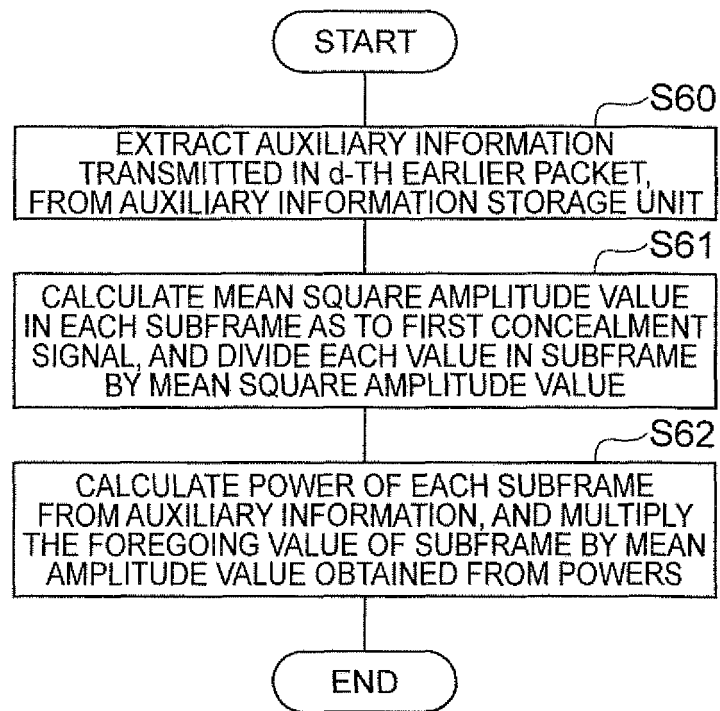 START
S60
EXTRACT AUXILIARY INFORMATION
TRANSMITTED IN d-TH EARLIER PACKET,
FROM AUXILIARY INFORMATION STORAGE UNIT
S61
CALCULATE MEAN SQUARE AMPLITUDE VALUE
IN EACH SUBFRAME AS TO FIRST CONCEALMENT
SIGNAL, AND DIVIDE EACH VALUE IN SUBFRAME
BY MEAN SQUARE AMPLITUDE VALUE
S62
CALCULATE POWER OF EACH SUBFRAME
FROM AUXILIARY INFORMATION, AND MULTIPLY
THE FOREGOING VALUE OF SUBFRAME BY MEAN
AMPLITUDE VALUE OBTAINED FROM POWERS
END